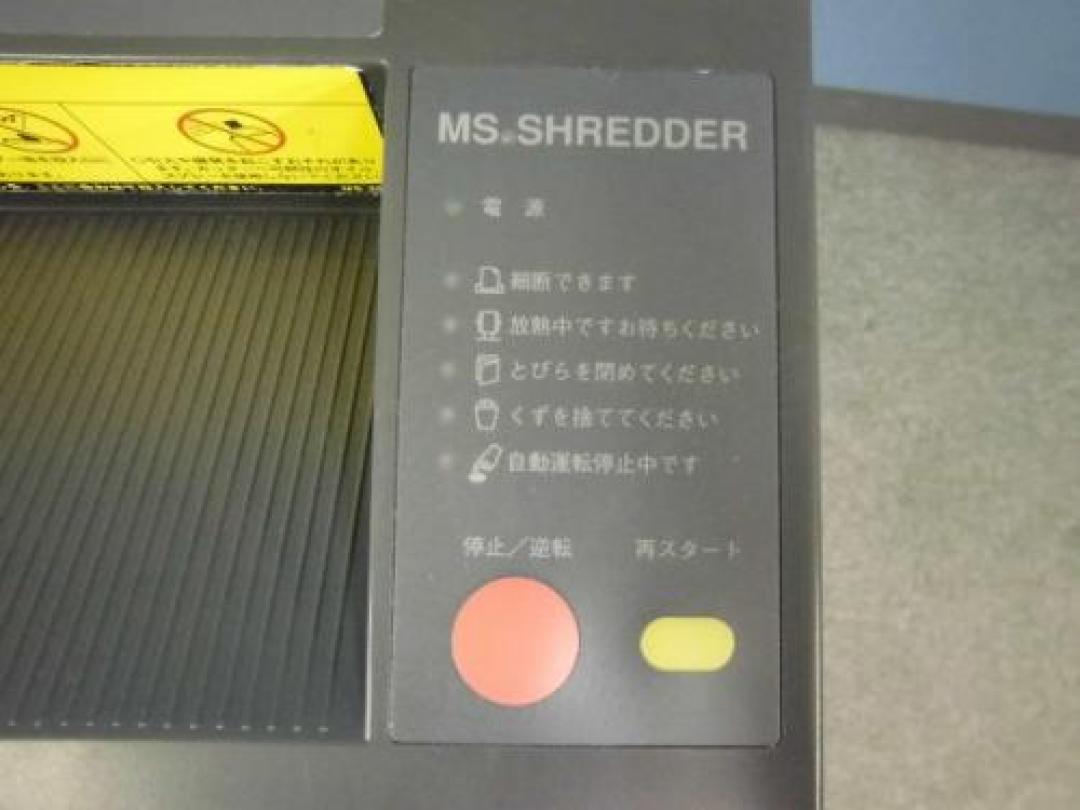 MS.SHREDDER
電 源
細断できます
放熱中ですお待ちください
とびらを閉めてください
くずを捨ててください
自動運転停止中です
停止／逆転
再スタート